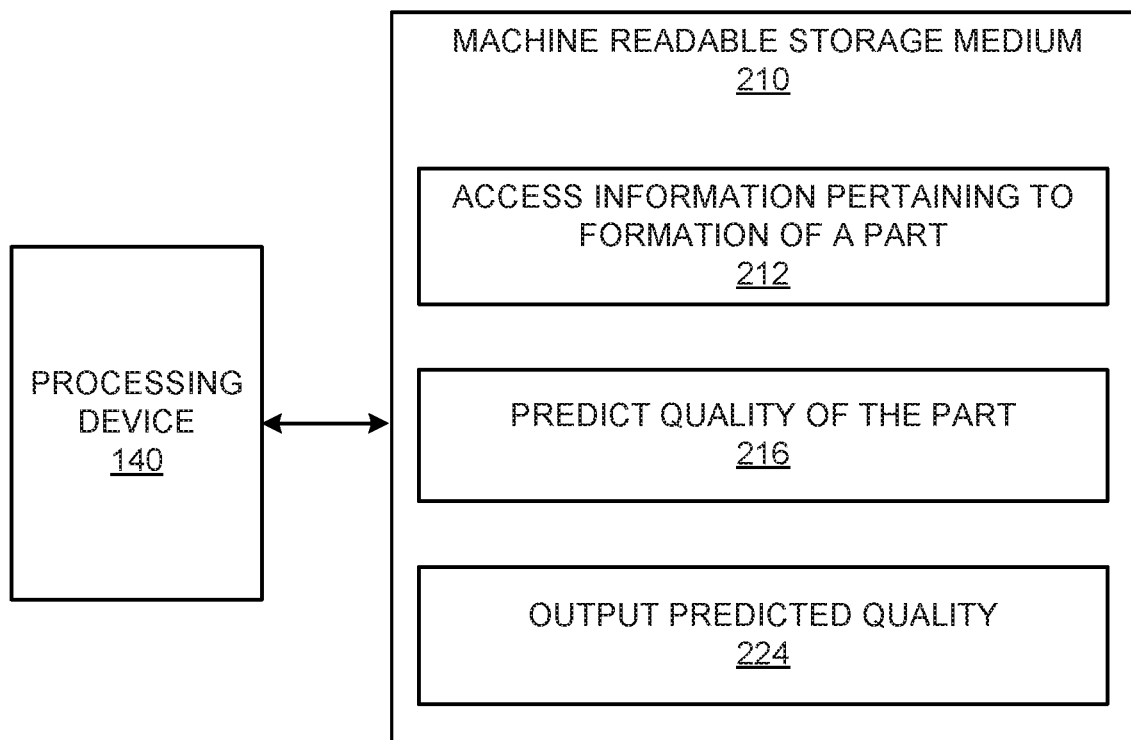 MACHINE READABLE STORAGE MEDIUM
210
ACCESS INFORMATION PERTAINING TO
FORMATION OF A PART
212
PROCESSING
DEVICE
140
PREDICT QUALITY OF THE PART
216
OUTPUT PREDICTED QUALITY
224